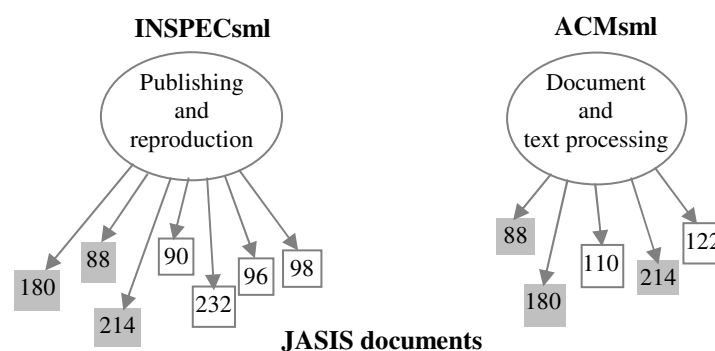 INSPECsml
ACMsml
Publishing
and
reproduction
Document
and
text processing
180
88
214
90
232
96
98
88
180
110
214
122
JASIS documents